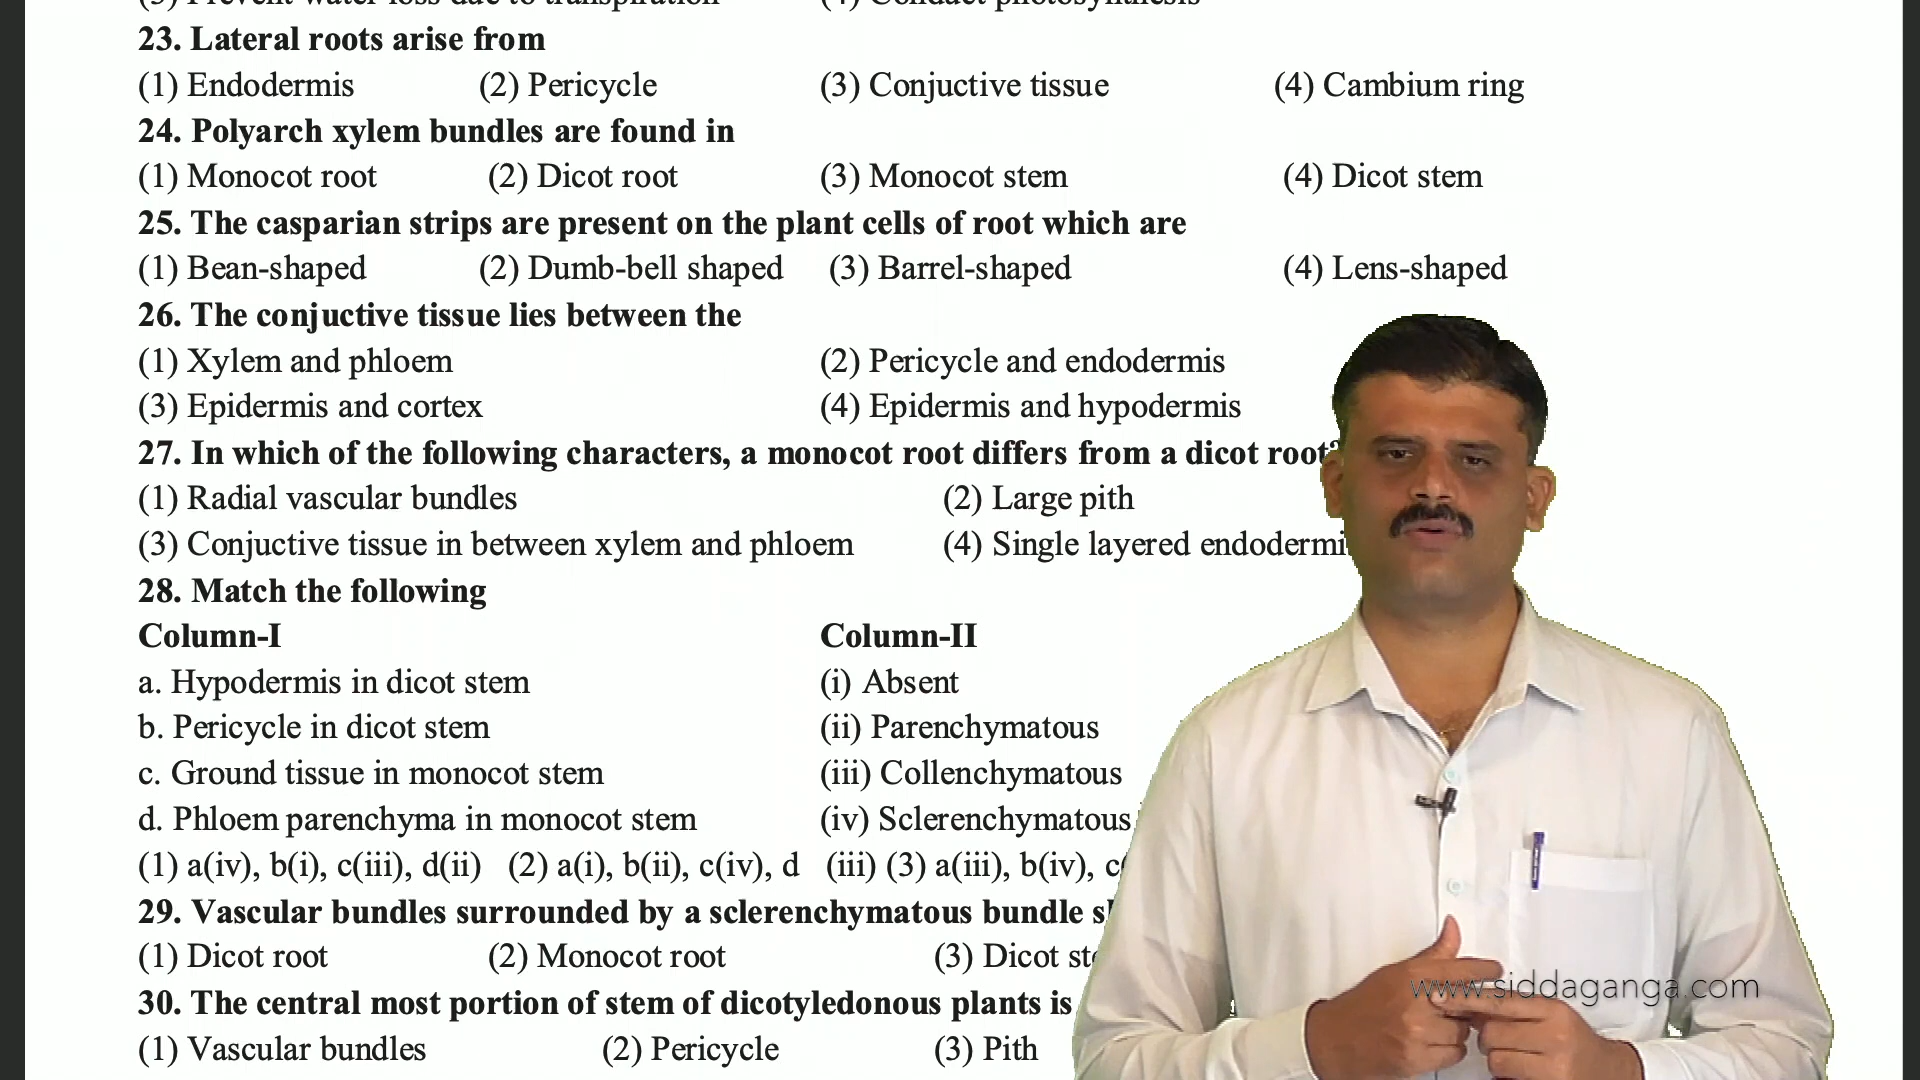 23. Lateral roots arise from
(1) Endodermis (2) Pericycle (3) Conjuctive tissue (4) Cambium ring
24. Polyarch xylem bundles are found in
(1) Monocot root (2) Dicot root (3) Monocot stem (4) Dicot stem
25. The casparian strips are present on the plant cells of root which are
(1) Bean-shaped (2) Dumb-bell shaped (3) Barrel-shaped (4) Lens-shaped
26. The conjuctive tissue lies between the
(1) Xylem and phloem (2) Pericycle and endodermis
(3) Epidermis and cortex (4) Epidermis and hypodermis
27. In which of the following characters, a monocot root differs from a dicot root?
(1) Radial vascular bundles (2) Large pith
(3) Conjuctive tissue in between xylem and phloem (4) Single layered
28. Match the following
Column-I Column-II
a. Hypodermis in dicot stem (i) Absent
b. Pericycle in dicot stem (ii) Parenchymatous
c. Ground tissue in monocot stem (iii) Collenchymatous
d. Phloem parenchyma in monocot stem (iv) Sclerenchymatous
(1) a(iv), b(i), c(iii), d(ii) (2) a(i), b(ii), c(iv), d (iii) (3) a(iii), b(iv),
29. Vascular bundles surrounded by a sclerenchymatous bundle
(1) Dicot root (2) Monocot root (3) Dicot
30. The central most portion of stem of dicotyledonous plants is
(1) Vascular bundles (2) Pericycle (3) Pith
www.siddaganga.com